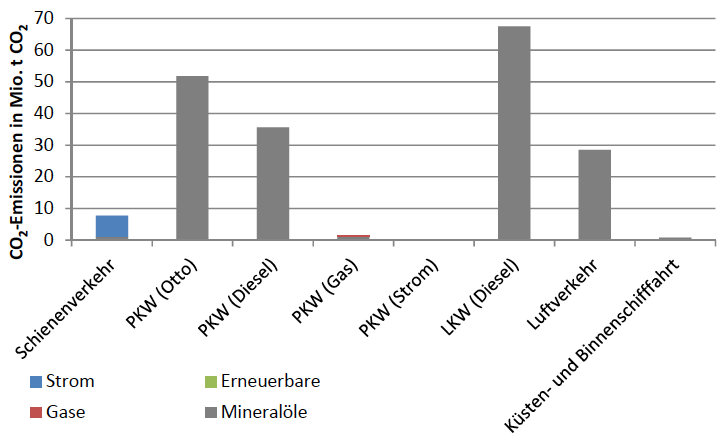 CO₂-Emissionen in Mio. t CO₂
70
60
50
40
30
20
10
0
Schienenverkehr
PKW (Otto)
PKW (Diesel)
PKW (Gas)
PKW (Strom)
LKW (Diesel)
Luftverkehr
Küsten- und Binnenschifffahrt
Strom
Erneuerbare
Gase
Mineralöle